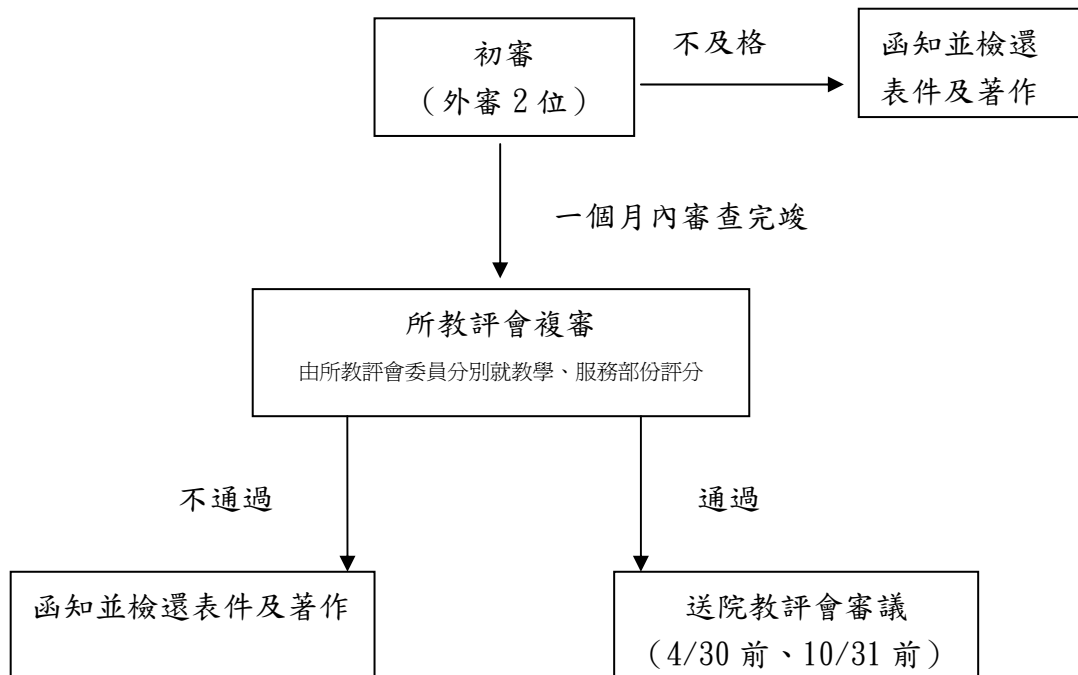 初審
（外審 2 位）
不及格
函知並檢還
表件及著作
一個月內審查完竣
所教評會複審
由所教評會委員分別就教學、服務部份評分
不通過
通過
函知並檢還表件及著作
送院教評會審議
（4/30 前、10/31 前）